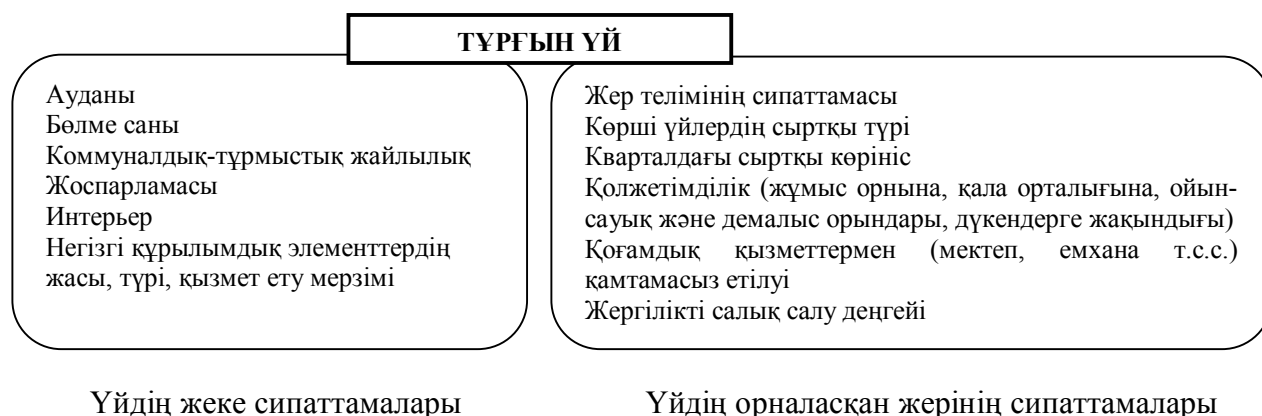 ТҰРҒЫН ҮЙ
Ауданы
Бөлме саны
Коммуналдық-тұрмыстық жайлылық
Жоспарламасы
Интерьер
Негізгі құрылымдық элементтердің
жасы, түрі, қызмет ету мерзімі
Жер телімінің сипаттамасы
Көрші үйлердің сыртқы түрі
Кварталдағы сыртқы көрініс
Қолжетімділік (жұмыс орнына, қала орталығына, ойын-
сауық және демалыс орындары, дүкендерге жақындығы)
Қоғамдық қызметтермен (мектеп, емхана т.с.с.)
қамтамасыз етілуі
Жергілікті салық салу деңгейі
Үйдің жеке сипаттамалары
Үйдің орналасқан жерінің сипаттамалары